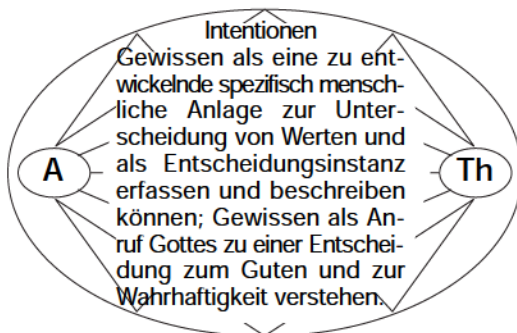 Intentionen
Gewissen als eine zu ent-
wickelnde spezifisch mensch-
liche Anlage zur Unter-
scheidung von Werten und
A
als Entscheidungsinstanz
Th
erfassen und beschreiben
können; Gewissen als An-
ruf Gottes zu einer Entschei-
dung zum Guten und zur
Wahrhaftigkeit verstehen.